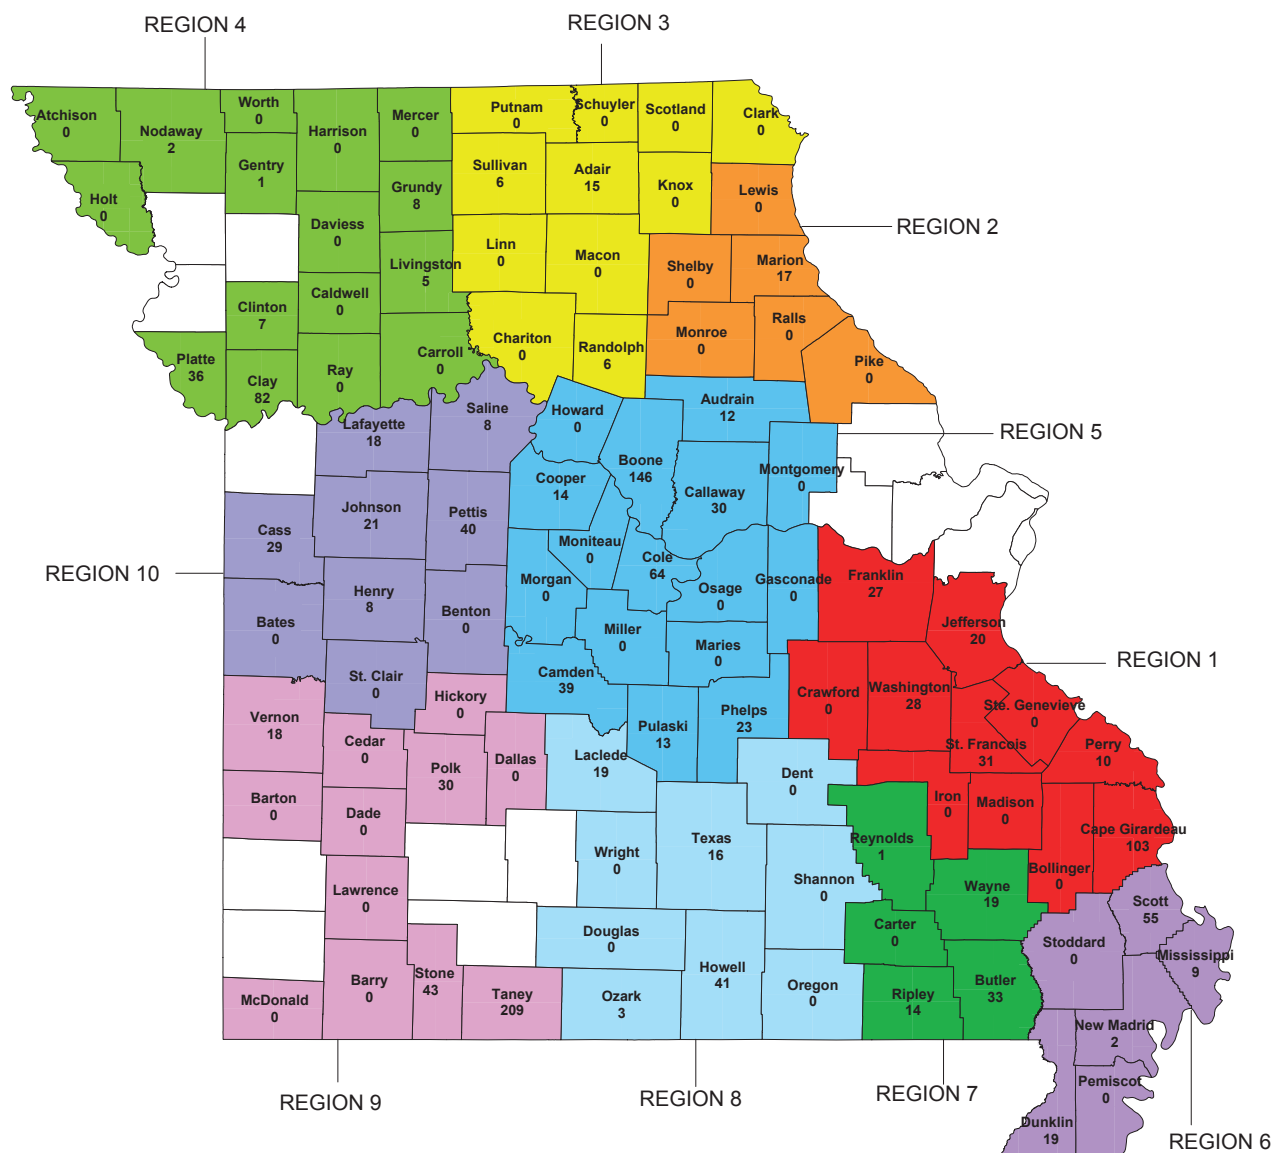 REGION 4
REGION 3
Atchison
0
Nodaway
2
Worth
0
Harrison
0
Mercer
0
Putnam
0
Schuyler
0
Scotland
0
Clark
0
Gentry
1
Grundy
8
Sullivan
6
Adair
15
Knox
0
Lewis
0
Holt
0
REGION 2
Daviess
0
Livingston
5
Linn
0
Macon
0
Shelby
0
Marion
17
Clinton
7
Caldwell
0
Chariton
0
Randolph
6
Monroe
0
Ralls
0
Pike
0
Platte
36
Clay
82
Ray
0
Carroll
0
Lafayette
18
Saline
8
Howard
0
Audrain
12
REGION 5
Boone
146
Cooper
14
Callaway
30
Montgomery
0
Johnson
21
Pettis
40
Cass
29
Moniteau
0
Cole
64
REGION 10
Henry
8
Benton
0
Morgan
0
Osage
0
Gasconade
0
Franklin
27
Bates
0
Miller
0
Maries
0
Jefferson
20
REGION 1
St. Clair
0
Camden
39
Hickory
0
Crawford
0
Washington
28
Ste. Genevieve
0
Vernon
18
Cedar
0
Polk
30
Dallas
0
Laclede
19
Pulaski
13
Phelps
23
St. Francois
31
Perry
10
Dent
0
Barton
0
Dade
0
Iron
0
Madison
0
Cape Girardeau
103
Wright
0
Texas
16
Reynolds
1
Bollinger
0
Lawrence
0
Shannon
0
Wayne
19
Scott
55
Douglas
0
Carter
0
Stoddard
0
Mississippi
9
McDonald
0
Barry
0
Stone
43
Taney
209
Ozark
3
Howell
41
Oregon
0
Ripley
14
Butler
33
New Madrid
2
Pemiscot
0
Dunklin
19
REGION 9
REGION 8
REGION 7
REGION 6